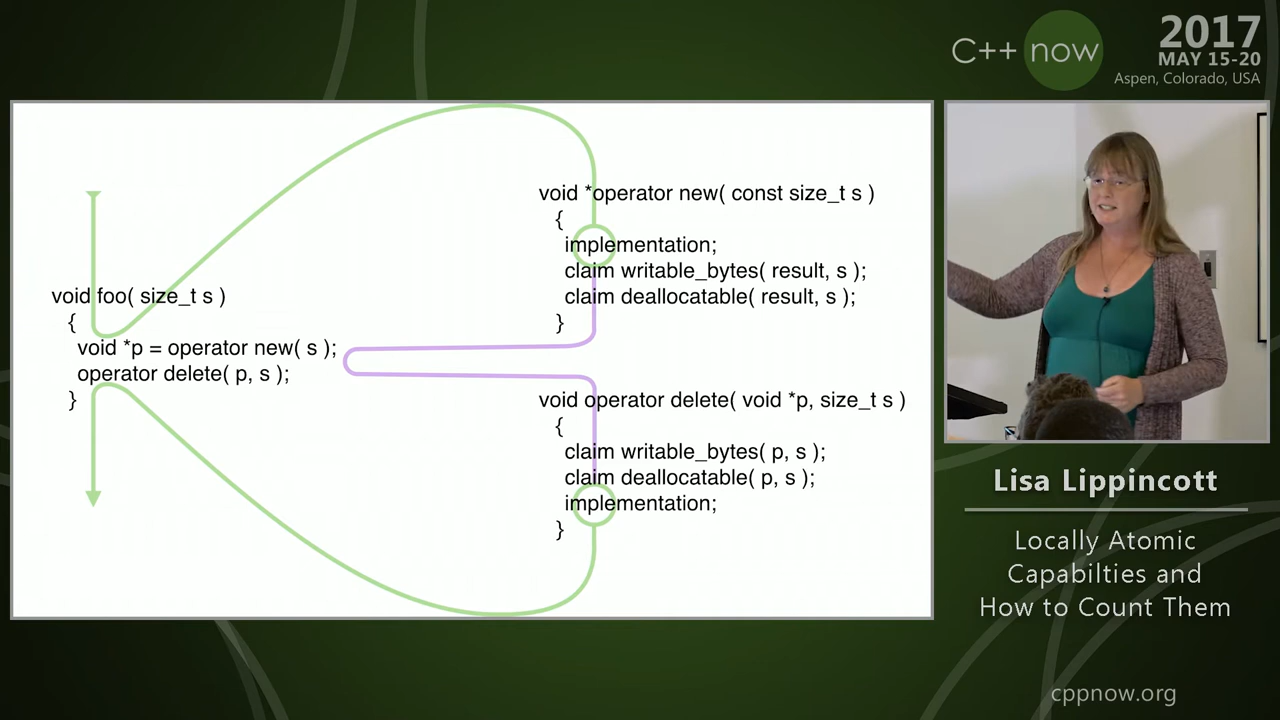 C++ now
2017
MAY 15-20
Aspen, Colorado, USA
void foo( size_t s )
{
void *p = operator new( s );
operator delete( p, s );
}
void *operator new( const size_t s )
{
implementation;
claim writable_bytes( result, s );
claim deallocatable( result, s );
}
void operator delete( void *p, size_t s )
{
claim writable_bytes( p, s );
claim deallocatable( p, s );
implementation;
}
Lisa Lippincott
Locally Atomic
Capabilties and
How to Count Them
cppnow.org